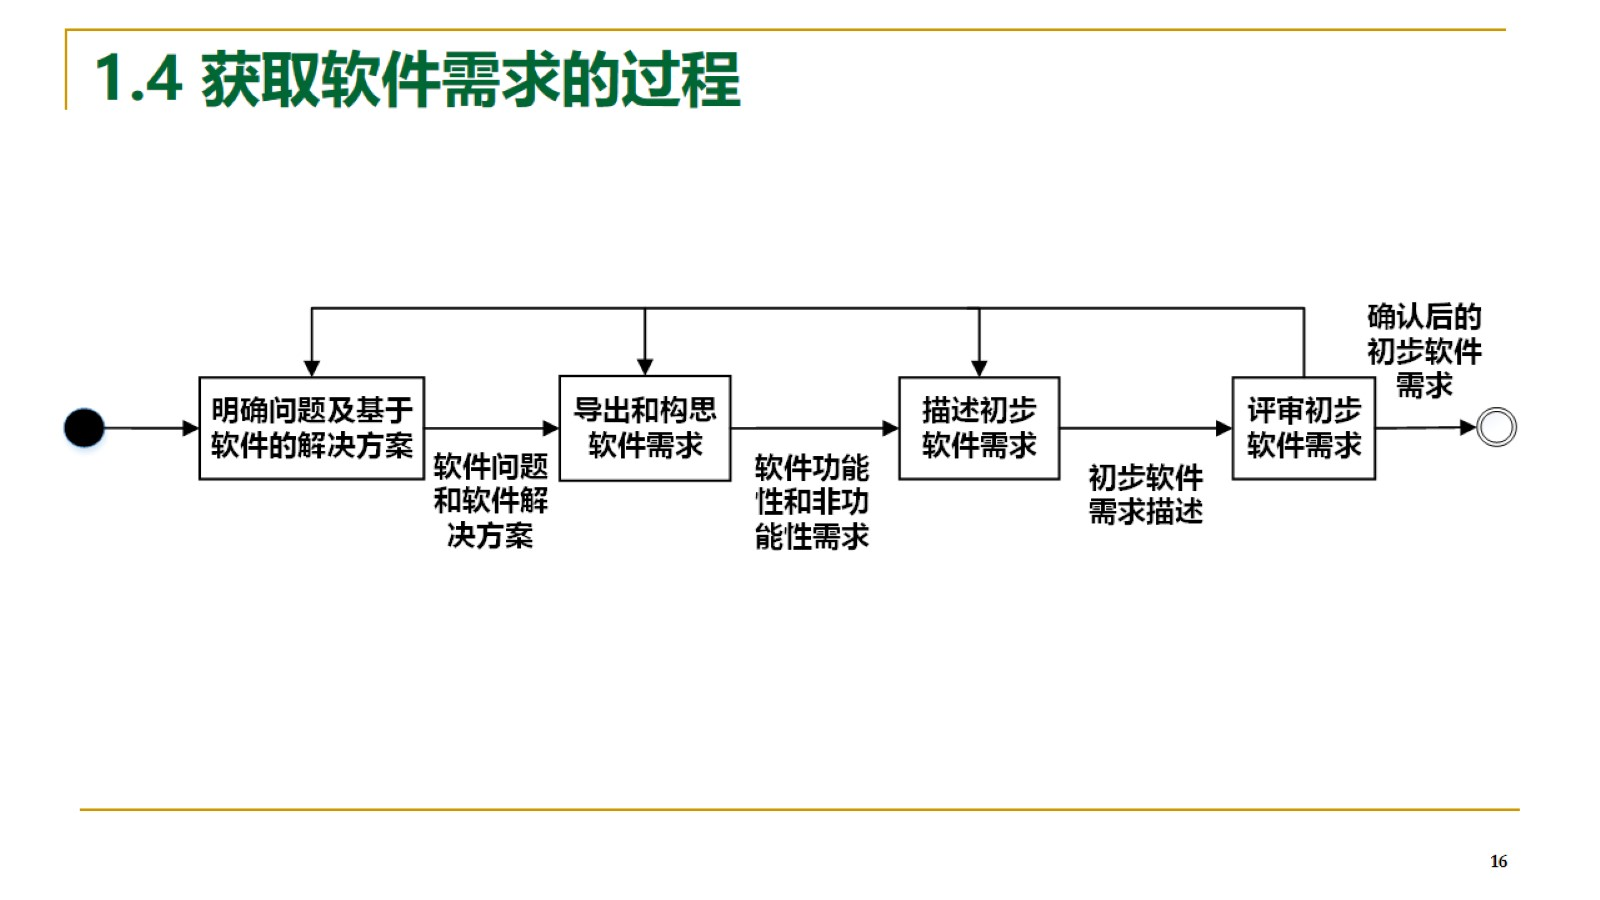 1.4 获取软件需求的过程
确认后的
初步软件
需求
明确问题及基于
软件的解决方案
导出和构思
软件需求
描述初步
软件需求
评审初步
软件需求
软件问题
和软件解
决方案
软件功能
性和非功
能性需求
初步软件
需求描述
16